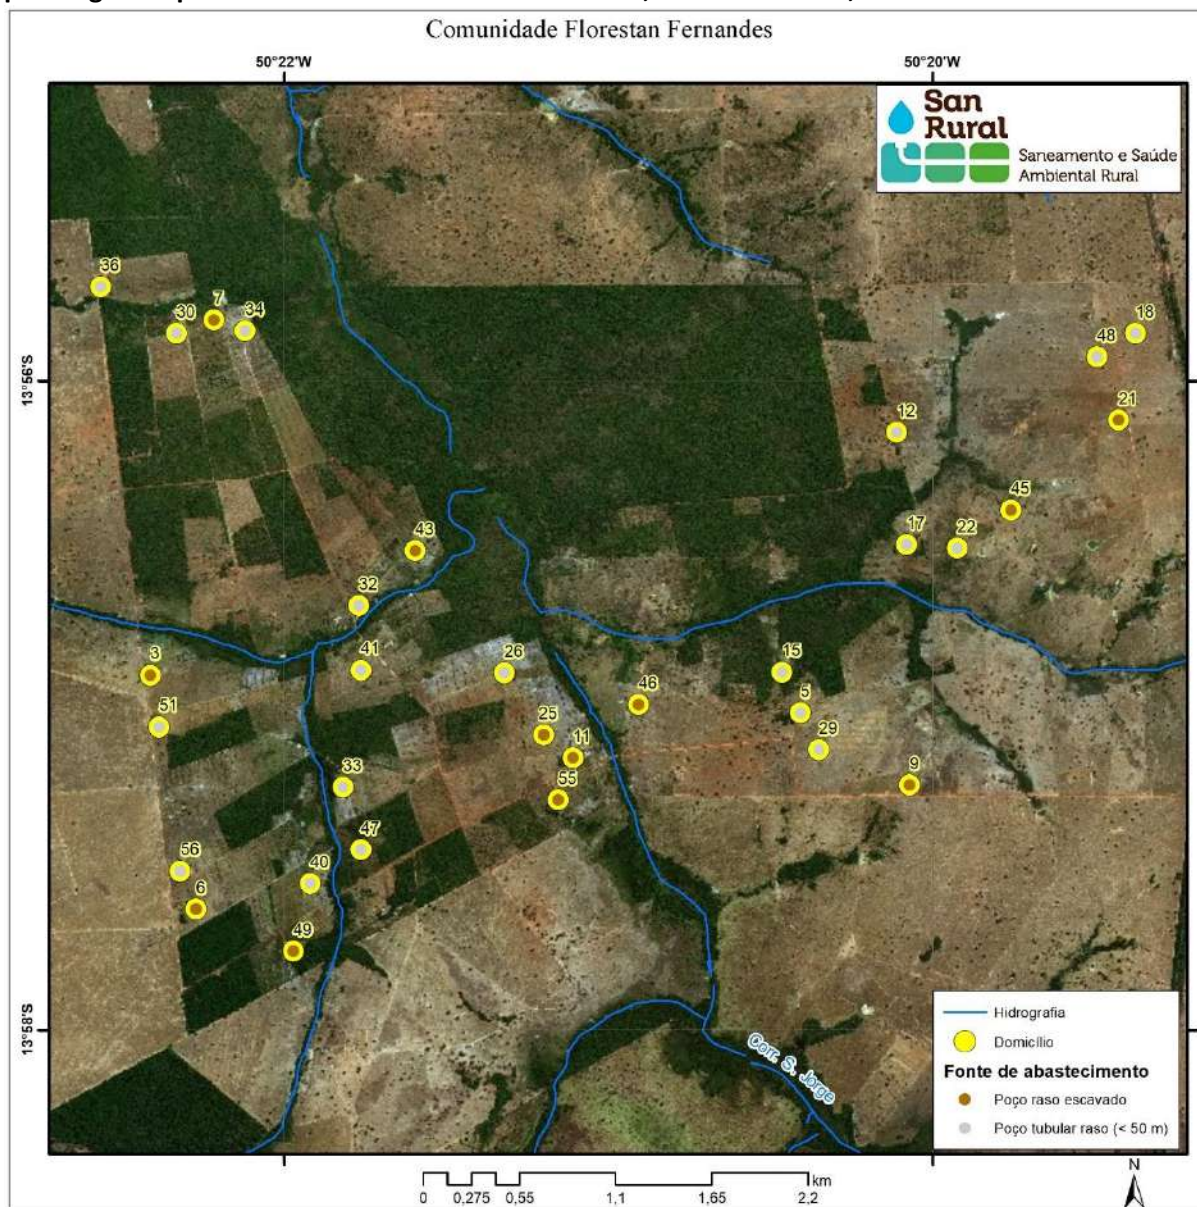 Comunidade Florestan Fernandes
50°22'W
50°20'W
San
Rural
Saneamento e Saúde
Ambiental Rural
36
30
7
34
18
48
13°56'S
21
12
45
43
17
22
32
3
41
26
15
51
46
5
25
11
29
33
55
9
47
56
40
6
49
13°58'S
Corr. S. Jorge
Hidrografia
Domicílio
Fonte de abastecimento
Poço raso escavado
Poço tubular raso (< 50 m)
N
km
0 0,275 0,55 1,1 1,65 2,2